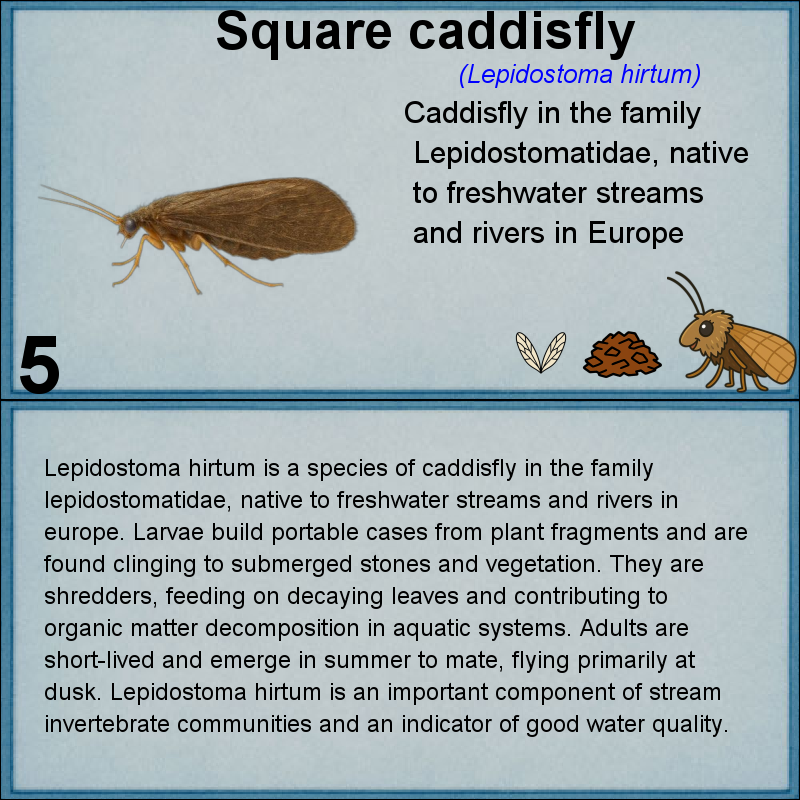 Square caddisfly
(Lepidostoma hirtum)
Caddisfly in the family
Lepidostomatidae, native
to freshwater streams
and rivers in Europe
5
Lepidostoma hirtum is a species of caddisfly in the family
lepidostomatidae, native to freshwater streams and rivers in
europe. Larvae build portable cases from plant fragments and are
found clinging to submerged stones and vegetation. They are
shredders, feeding on decaying leaves and contributing to
organic matter decomposition in aquatic systems. Adults are
short-lived and emerge in summer to mate, flying primarily at
dusk. Lepidostoma hirtum is an important component of stream
invertebrate communities and an indicator of good water quality.